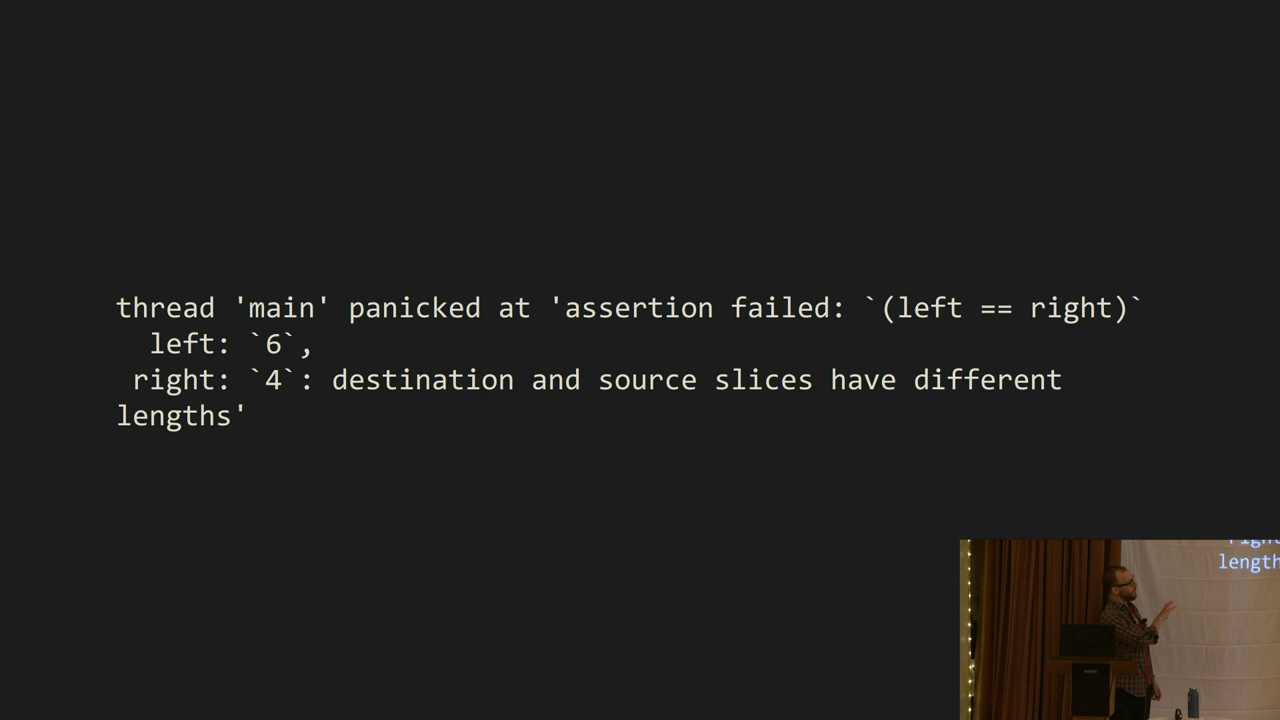 thread 'main' panicked at 'assertion failed: `(left == right)`
  left: `6`,
 right: `4`: destination and source slices have different
lengths'
length